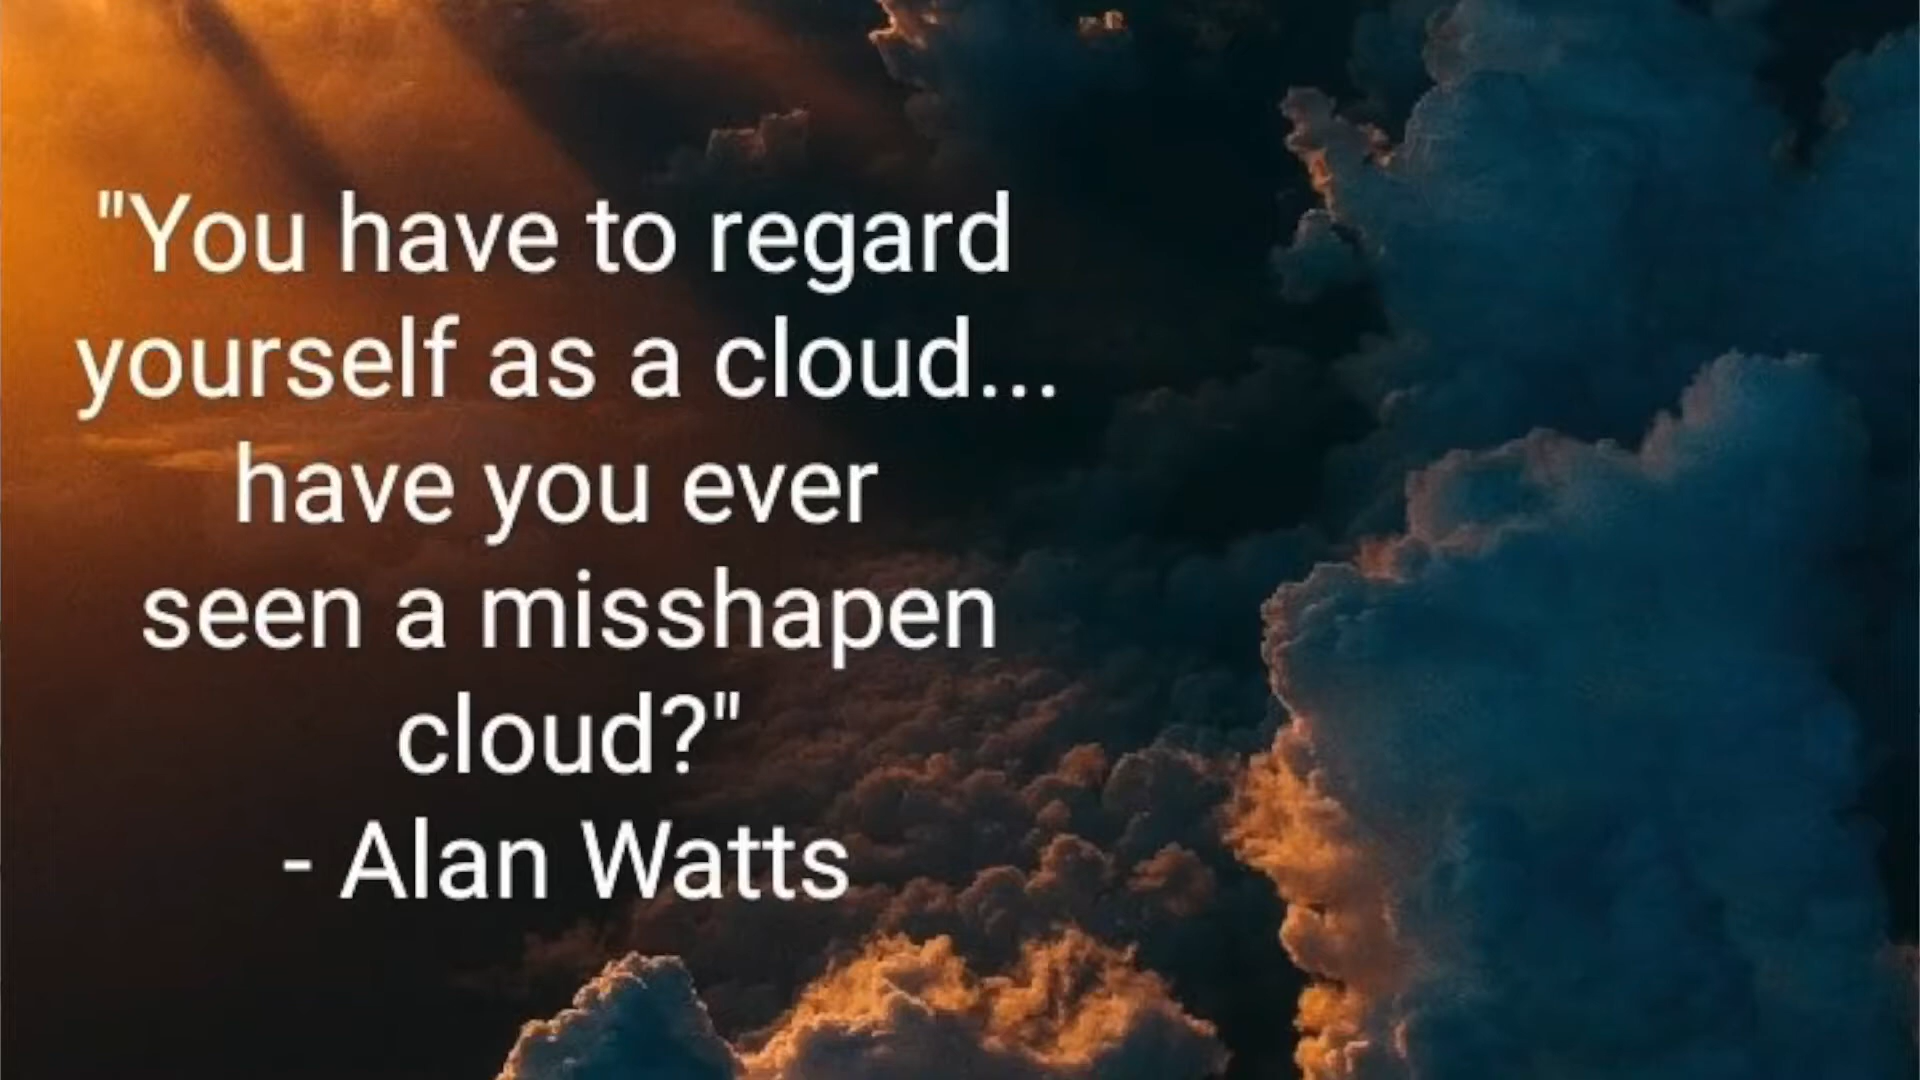 "You have to regard
yourself as a cloud...
have you ever
seen a misshapen
cloud?"
- Alan Watts